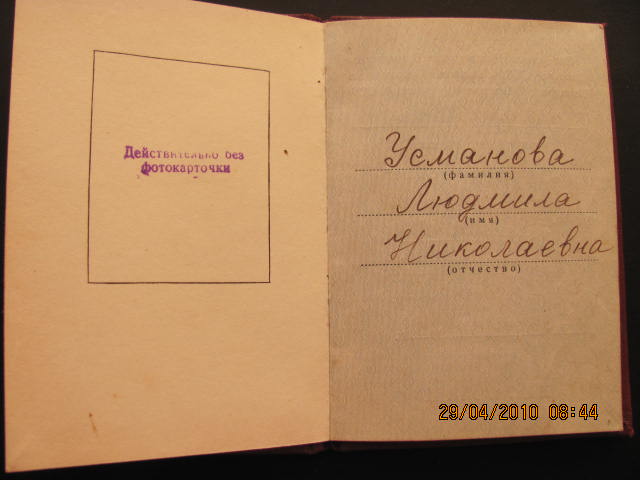 Действительно без
фотокарточки
Усманова
(фамилия)
Людмила
(имя)
Николаевна
(отчество)
29/04/2010 08:44